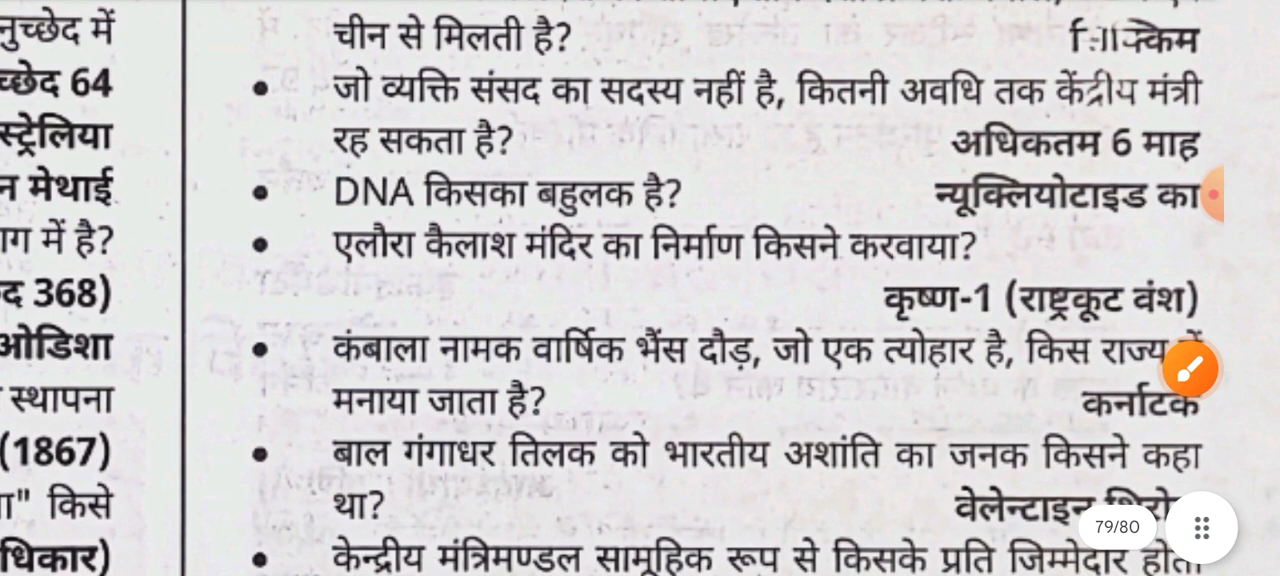 नुच्छेद में
च्छेद 64
स्ट्रेलिया
न मेथाई
ाग में है?
द 368)
ओडिशा
स्थापना
(1867)
ा" किसे
धिकार)
चीन से मिलती है?
• जो व्यक्ति संसद का सदस्य नहीं है, कितनी अवधि तक केंद्रीय मंत्री
रह सकता है? अधिकतम 6 माह
• DNA किसका बहुलक है? न्यूक्लियोटाइड का
• एलौरा कैलाश मंदिर का निर्माण किसने करवाया?
कृष्ण-1 (राष्ट्रकूट वंश)
• कंबाला नामक वार्षिक भैंस दौड़, जो एक त्योहार है, किस राज्य में
मनाया जाता है? कर्नाटक
• बाल गंगाधर तिलक को भारतीय अशांति का जनक किसने कहा
था? वेलेन्टाइन
• केन्द्रीय मंत्रिमण्डल सामूहिक रूप से किसके प्रति जिम्मेदार होता
79/80